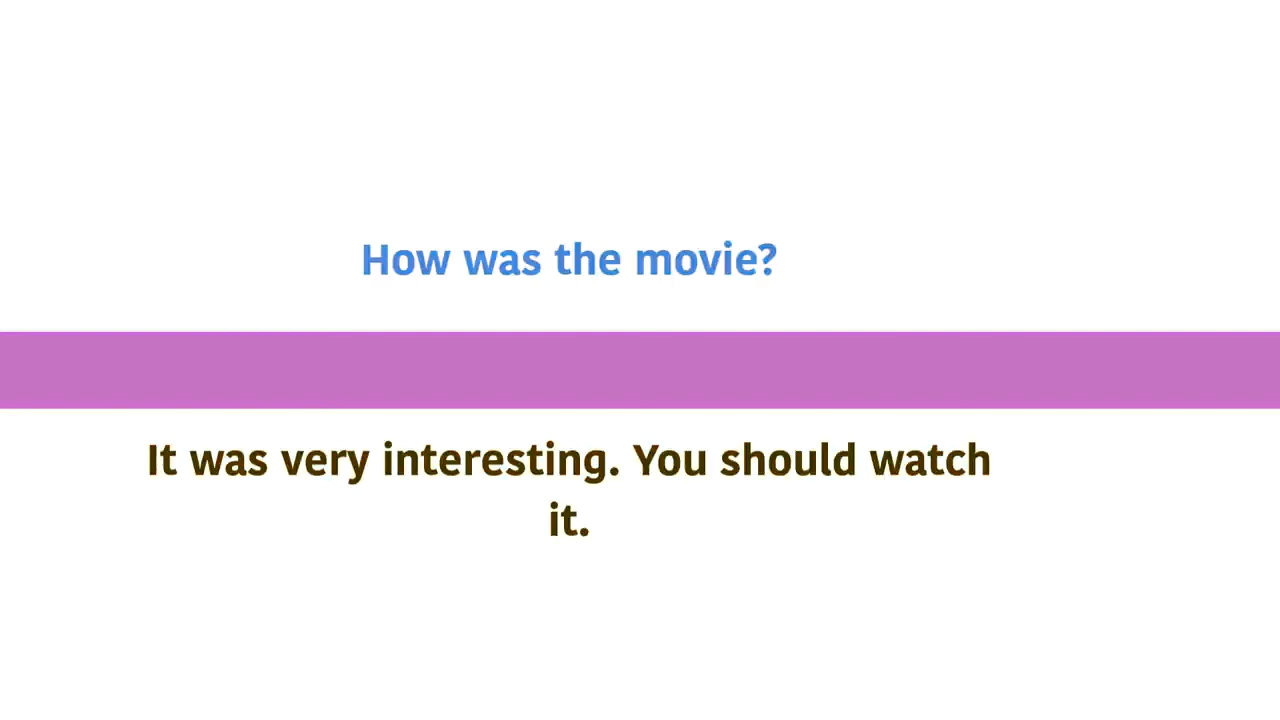 How was the movie?
It was very interesting. You should watch
it.